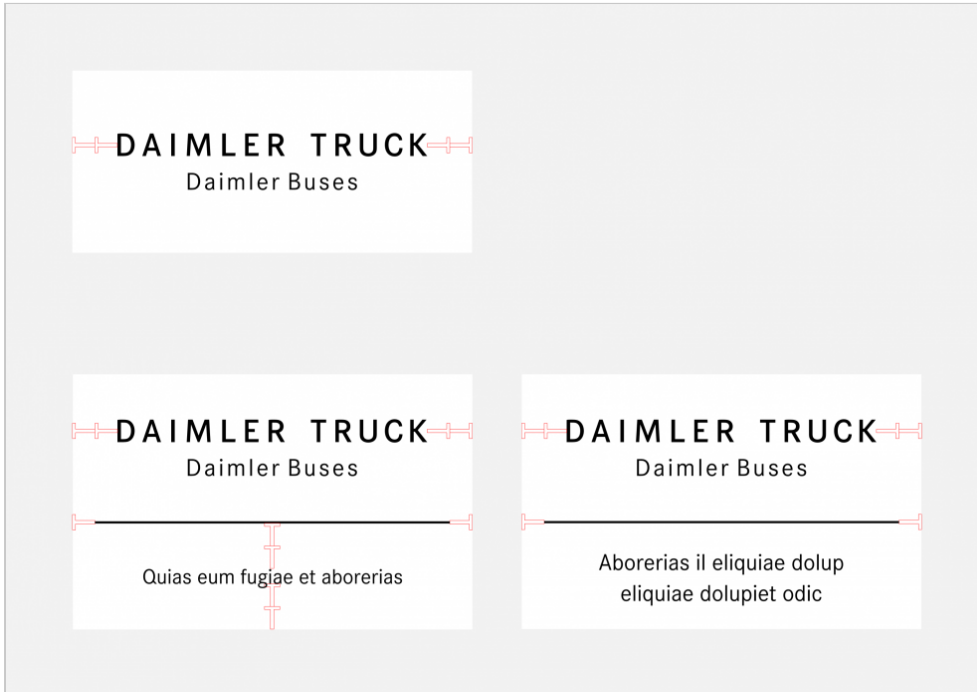 DAIMLER TRUCK
Daimler Buses
DAIMLER TRUCK
Daimler Buses
Quias eum fugiae et aborerias
DAIMLER TRUCK
Daimler Buses
Aborerias il eliquiae dolup
eliquiae dolupiet odic